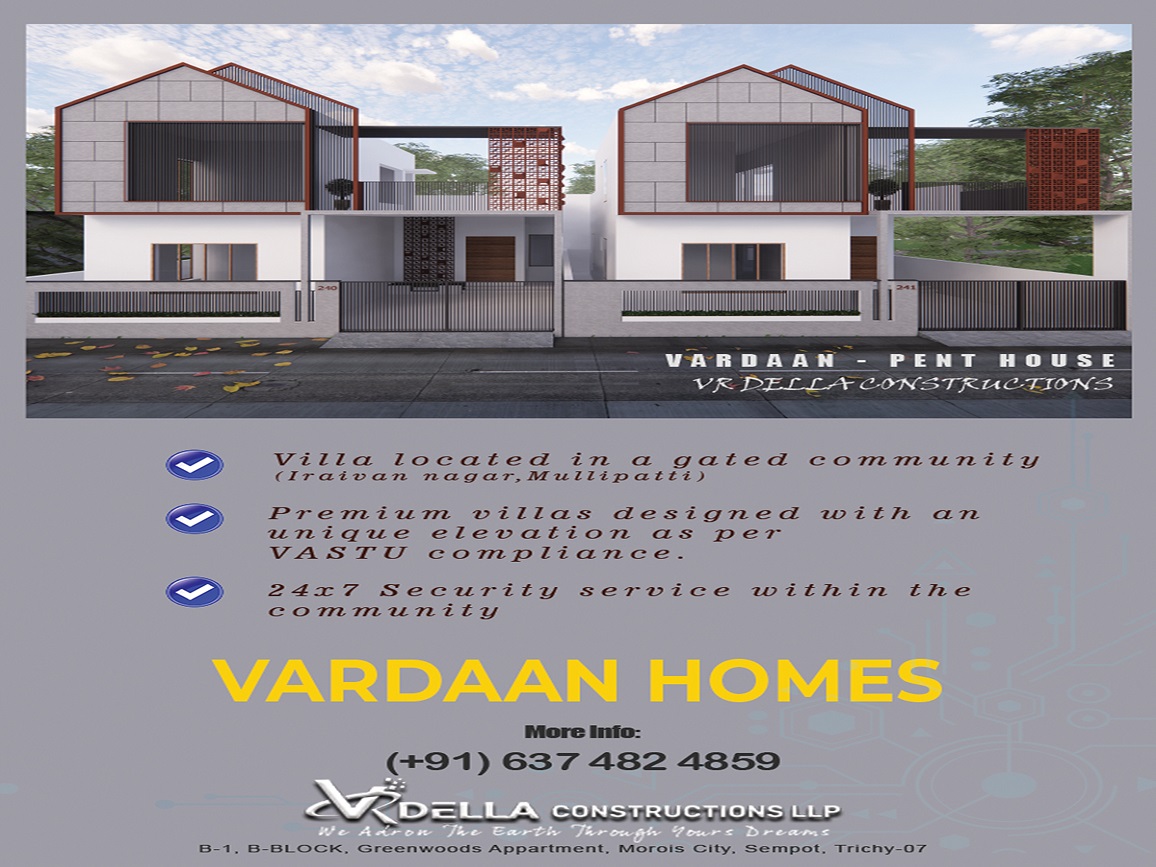 240
241
VARDAAN - PENT HOUSE
VR DELLA CONSTRUCTIONS
Villa located in a gated community
(Iraivan nagar,Mullipatti)
Premium villas designed with an
unique elevation as per
VASTU compliance.
24x7 Security service within the
community
VARDAAN HOMES
More Info:
(+91) 637 482 4859
VR DELLA CONSTRUCTIONS LLP
We Adron The Earth Through Yours Dreams
B-1, B-BLOCK, Greenwoods Appartment, Morois City, Sempot, Trichy-07